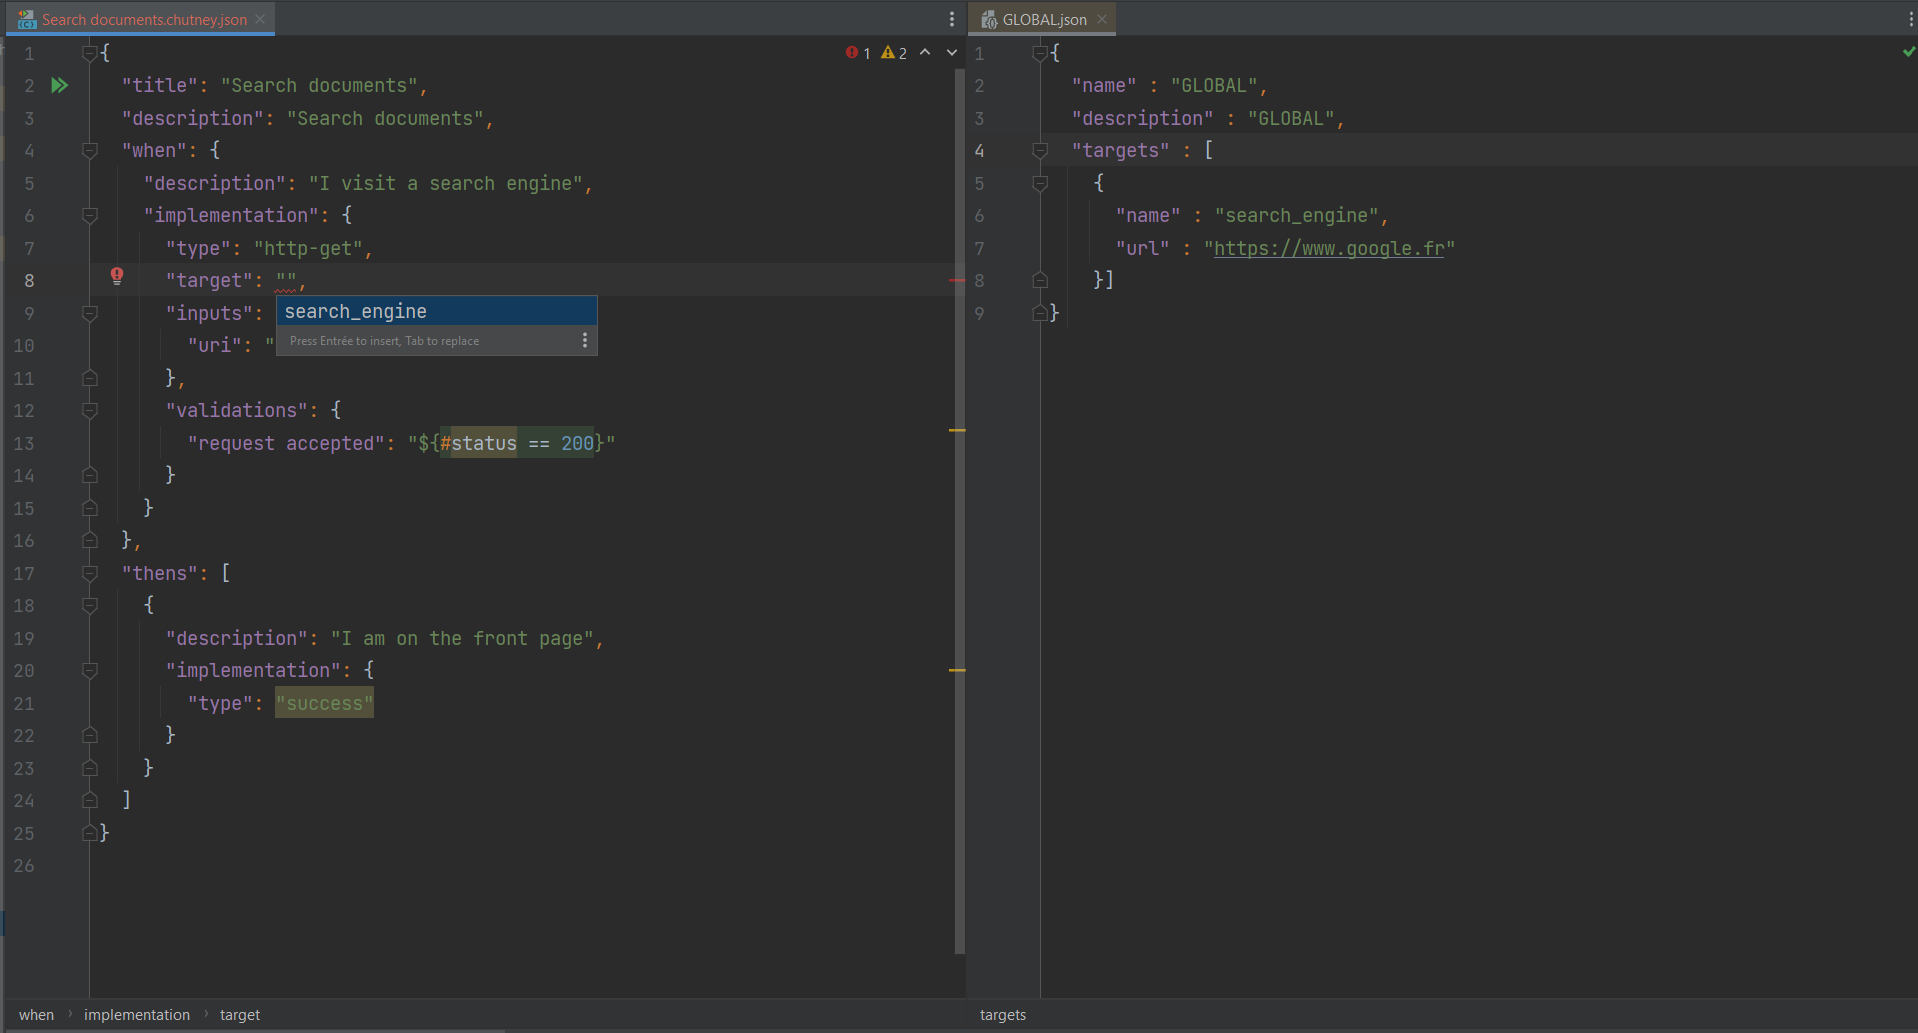 Search documents.chutney.json
1 2
1 {
2 "title": "Search documents",
3 "description": "Search documents",
4 "when": {
5 "description": "I visit a search engine",
6 "implementation": {
7 "type": "http-get",
8 "target": "",
9 "inputs":
search_engine
Press Entrée to insert, Tab to replace
10 "uri": "
11 },
12 "validations": {
13 "request accepted": "${#status == 200}"
14 }
15 }
16 },
17 "thens": [
18 {
19 "description": "I am on the front page",
20 "implementation": {
21 "type": "success"
22 }
23 }
24 ]
25 }
26
when › implementation › target
GLOBAL.json
1 {
2 "name" : "GLOBAL",
3 "description" : "GLOBAL",
4 "targets" : [
5 {
6 "name" : "search_engine",
7 "url" : "https://www.google.fr"
8 }]
9 }
targets